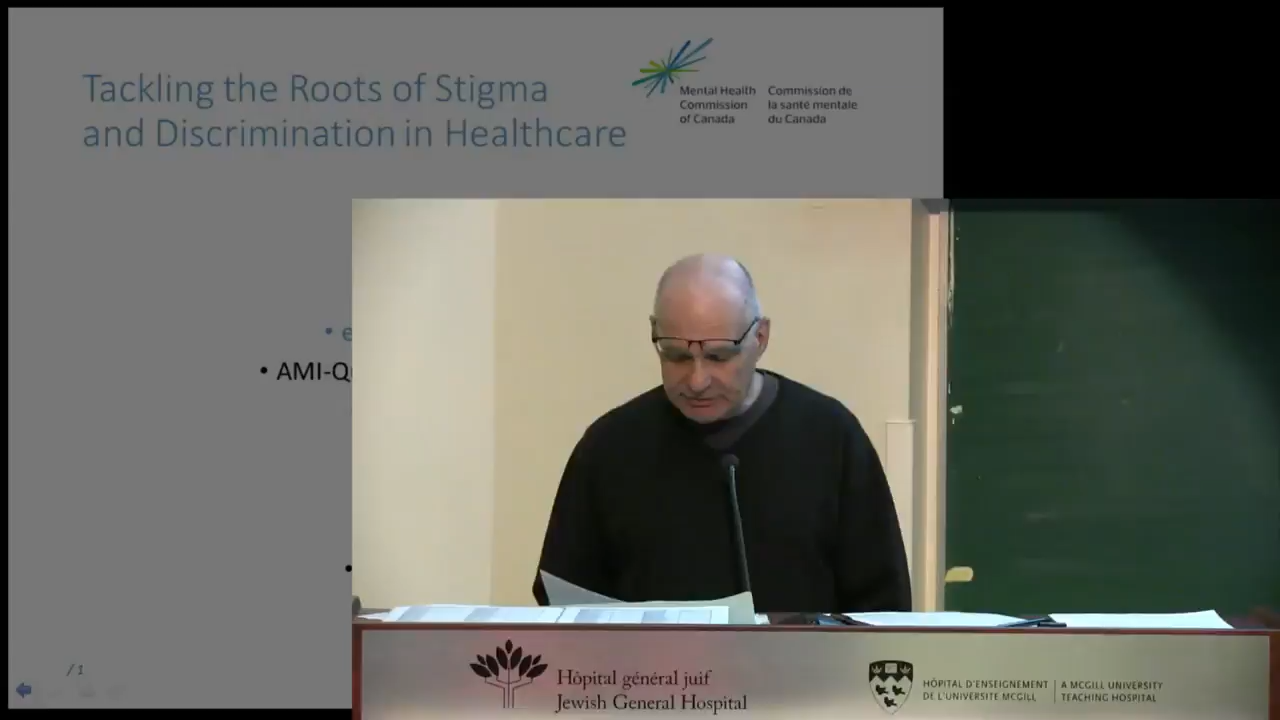 Tackling the Roots of Stigma
and Discrimination in Healthcare
Mental Health
Commission
of Canada
Commission de
la santé mentale
du Canada
• e
• AMI-Q
•
/ 1
Hôpital général juif
Jewish General Hospital
HÔPITAL D'ENSEIGNEMENT
DE L'UNIVERSITÉ MCGILL
A MCGILL UNIVERSITY
TEACHING HOSPITAL